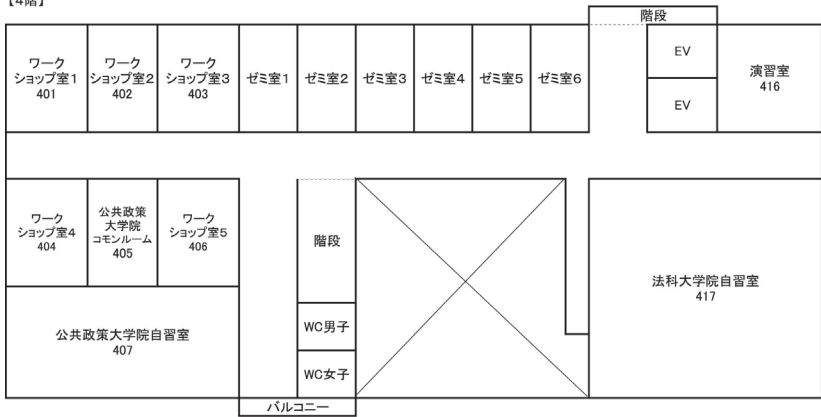 【4階】
階段
ワーク
ショップ室1
401
ワーク
ショップ室2
402
ワーク
ショップ室3
403
ゼミ室1
ゼミ室2
ゼミ室3
ゼミ室4
ゼミ室5
ゼミ室6
EV
EV
演習室
416
ワーク
ショップ室4
404
公共政策
大学院
コモンルーム
405
ワーク
ショップ室5
406
階段
法科大学院自習室
417
公共政策大学院自習室
407
WC男子
WC女子
バルコニー